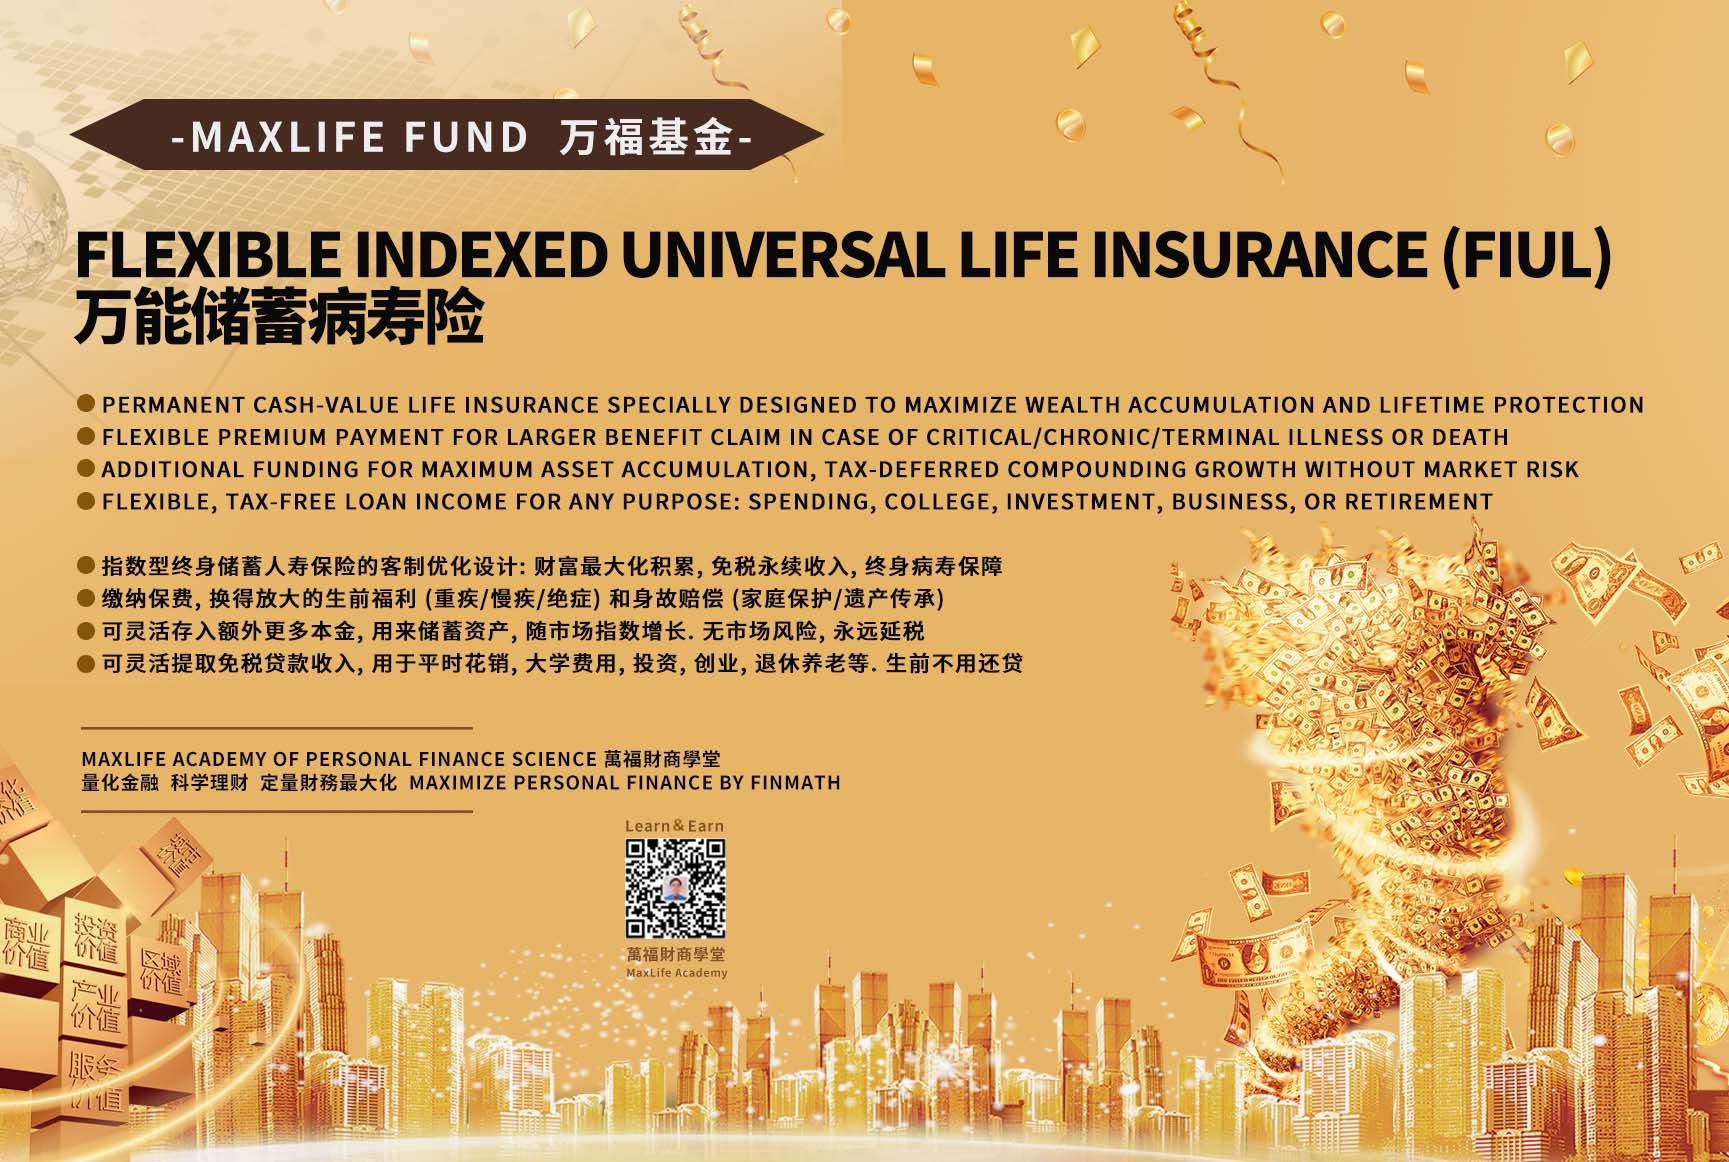 -MAXLIFE FUND 万福基金-
FLEXIBLE INDEXED UNIVERSAL LIFE INSURANCE (FIUL)
万能储蓄病寿险
● PERMANENT CASH-VALUE LIFE INSURANCE SPECIALLY DESIGNED TO MAXIMIZE WEALTH ACCUMULATION AND LIFETIME PROTECTION
● FLEXIBLE PREMIUM PAYMENT FOR LARGER BENEFIT CLAIM IN CASE OF CRITICAL/CHRONIC/TERMINAL ILLNESS OR DEATH
● ADDITIONAL FUNDING FOR MAXIMUM ASSET ACCUMULATION, TAX-DEFERRED COMPOUNDING GROWTH WITHOUT MARKET RISK
● FLEXIBLE, TAX-FREE LOAN INCOME FOR ANY PURPOSE: SPENDING, COLLEGE, INVESTMENT, BUSINESS, OR RETIREMENT
● 指数型终身储蓄人寿保险的客制优化设计: 财富最大化积累, 免税永续收入, 终身病寿保障
● 缴纳保费, 换得放大的生前福利 (重疾/慢疾/绝症) 和身故赔偿 (家庭保护/遗产传承)
● 可灵活存入额外更多本金, 用来储蓄资产, 随市场指数增长. 无市场风险, 永远延税
● 可灵活提取免税贷款收入, 用于平时花销, 大学费用, 投资, 创业, 退休养老等. 生前不用还贷
MAXLIFE ACADEMY OF PERSONAL FINANCE SCIENCE 萬福財商學堂
量化金融 科学理财 定量財務最大化 MAXIMIZE PERSONAL FINANCE BY FINMATH
Learn&Earn
萬福財商學堂
MaxLife Academy
商业
价值
投资
价值
区域
价值
产业
价值
服务
价值